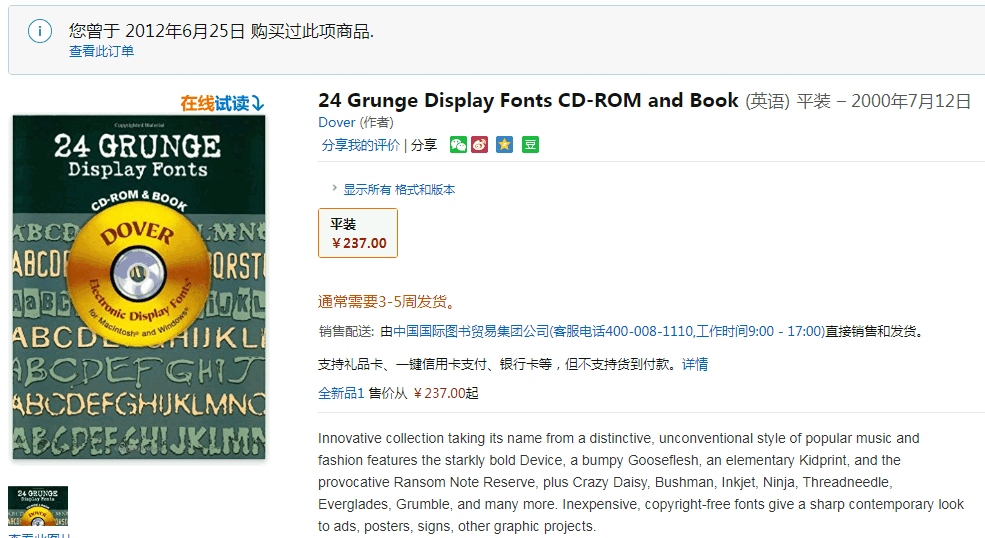 您曾于 2012年6月25日 购买过此项商品.
查看此订单
在线试读
Copyrighted Material
24 GRUNGE
Display Fonts
CD-ROM & BOOK
DOVER
Electronic Display Fonts
for Macintosh® and Windows®
24 Grunge Display Fonts CD-ROM and Book (英语) 平装 – 2000年7月12日
Dover (作者)
分享我的评价 | 分享
豆
› 显示所有 格式和版本
平装
￥237.00
通常需要3-5周发货。
销售配送: 由中国国际图书贸易集团公司(客服电话400-008-1110,工作时间9:00 - 17:00)直接销售和发货。
支持礼品卡、一键信用卡支付、银行卡等，但不支持货到付款。详情
全新品1 售价从 ￥237.00起
Innovative collection taking its name from a distinctive, unconventional style of popular music and
fashion features the starkly bold Device, a bumpy Gooseflesh, an elementary Kidprint, and the
provocative Ransom Note Reserve, plus Crazy Daisy, Bushman, Inkjet, Ninja, Threadneedle,
Everglades, Grumble, and many more. Inexpensive, copyright-free fonts give a sharp contemporary look
to ads, posters, signs, other graphic projects.
24 GRUNGE
Display Fonts
DOVER